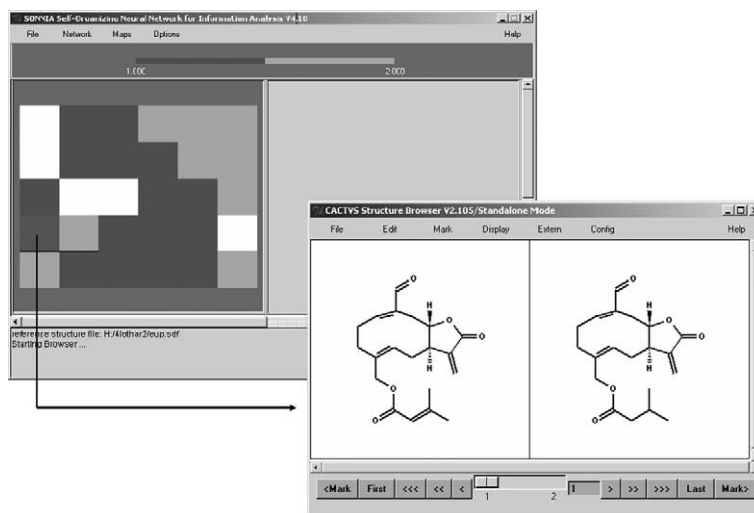 SONNIA Self-Organizing Neural Network for Information Analysis V4.10
File Network Maps Options Help
1.000 2.000
reference structure file: H:/4lothar2/eup.sdf
Starting Browser ...
CACTVS Structure Browser V2.105/Standalone Mode
File Edit Mark Display Extern Config Help
O O
H H
O O
O O
H H
O O
O O
<Mark First <<< << < 1 > >> >>> Last Mark>
1 2